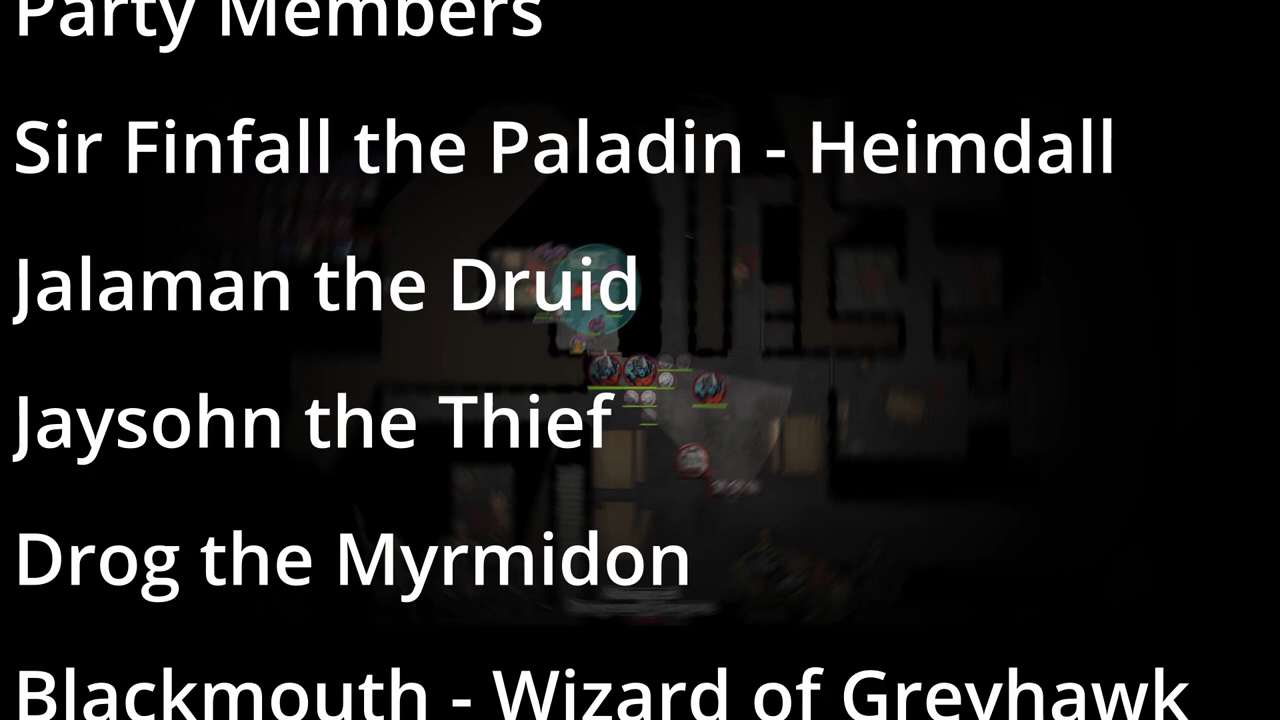 Party Members
Sir Finfall the Paladin - Heimdall
Jalaman the Druid
Jaysohn the Thief
Drog the Myrmidon
Blackmouth - Wizard of Greyhawk